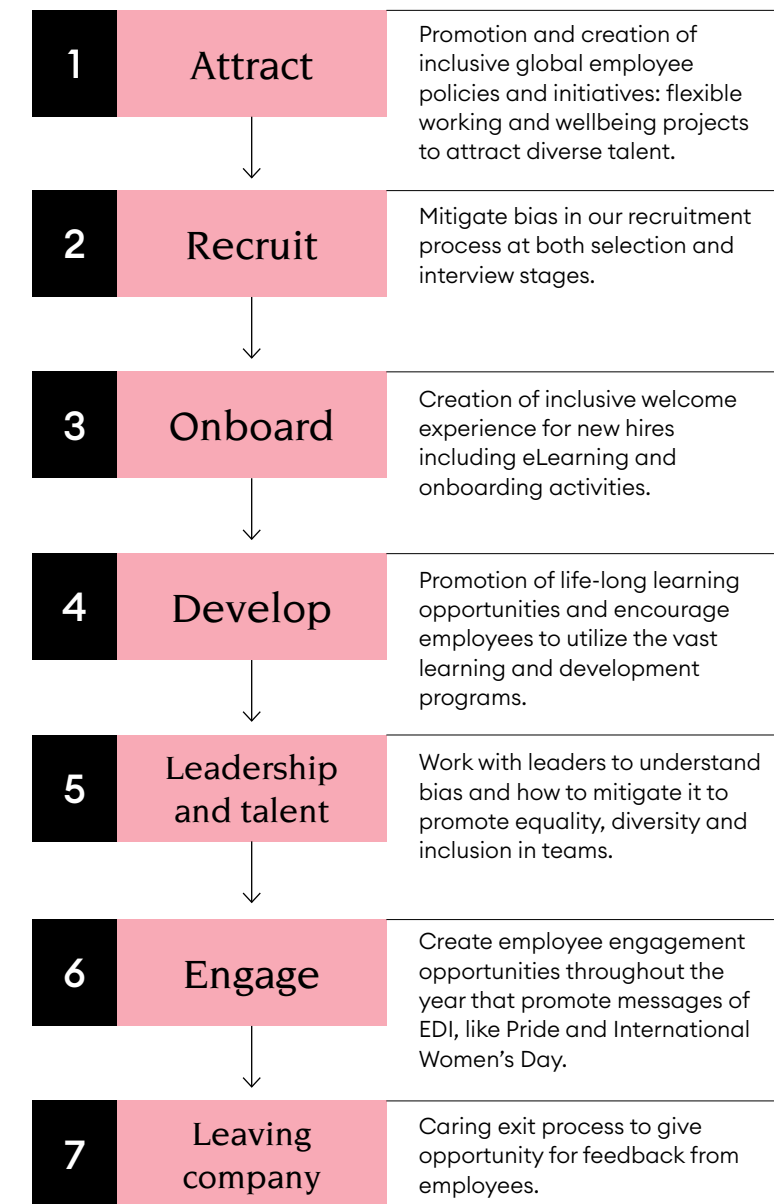 1
Attract
Promotion and creation of
inclusive global employee
policies and initiatives: flexible
working and wellbeing projects
to attract diverse talent.
2
Recruit
Mitigate bias in our recruitment
process at both selection and
interview stages.
3
Onboard
Creation of inclusive welcome
experience for new hires
including eLearning and
onboarding activities.
4
Develop
Promotion of life-long learning
opportunities and encourage
employees to utilize the vast
learning and development
programs.
5
Leadership
and talent
Work with leaders to understand
bias and how to mitigate it to
promote equality, diversity and
inclusion in teams.
6
Engage
Create employee engagement
opportunities throughout the
year that promote messages of
EDI, like Pride and International
Women’s Day.
7
Leaving
company
Caring exit process to give
opportunity for feedback from
employees.